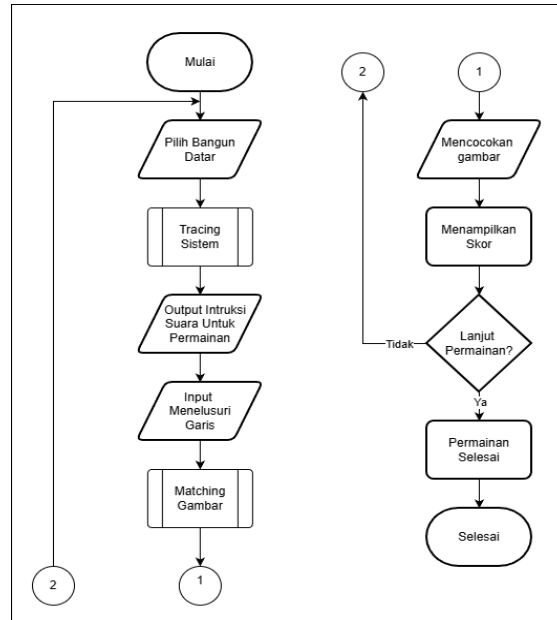 Mulai
Pilih Bangun
Datar
Tracing
Sistem
Output Intruksi
Suara Untuk
Permainan
Input
Menelusuri
Garis
Matching
Gambar
2
1
2
1
Mencocokan
gambar
Menampilkan
Skor
Lanjut
Permainan?
Tidak
Ya
Permainan
Selesai
Selesai